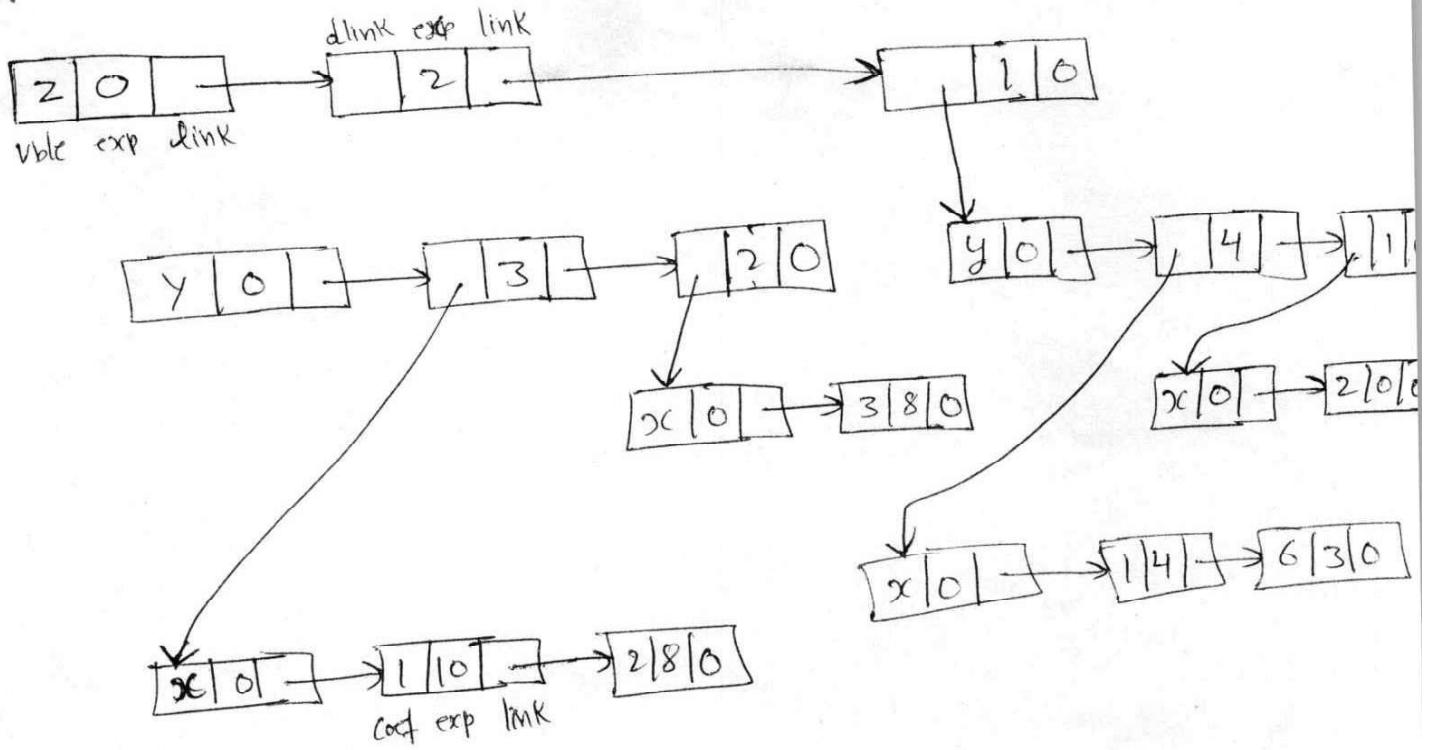 dlink exp link
z 0 2 1 0
vble exp link
y 0 3 2 0 y 0 4 1
x 0 3 8 0 x 0 2 0
x 0 1 4 6 3 0
x 0 1 10 2 8 0
coef exp link